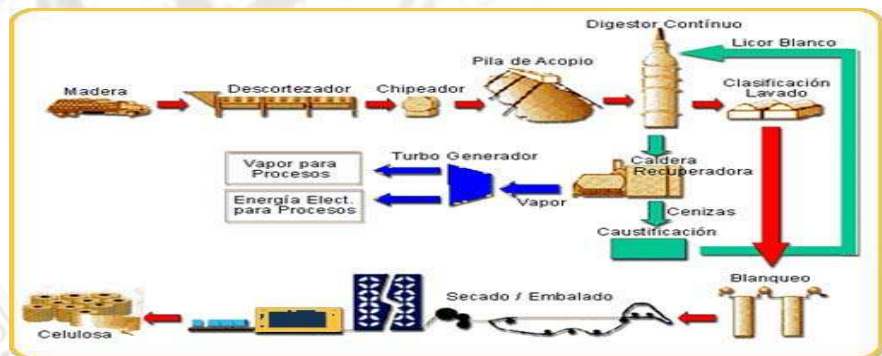 Digestor Contínuo
Licor Blanco
Pila de Acopio
Madera
Descortezador
Chipeador
Clasificación
Lavado
Vapor para
Procesos
Turbo Generador
Caldera
Recuperadora
Energía Elect.
para Procesos
Vapor
Cenizas
Caustificación
Blanqueo
Secado / Embalado
Celulosa